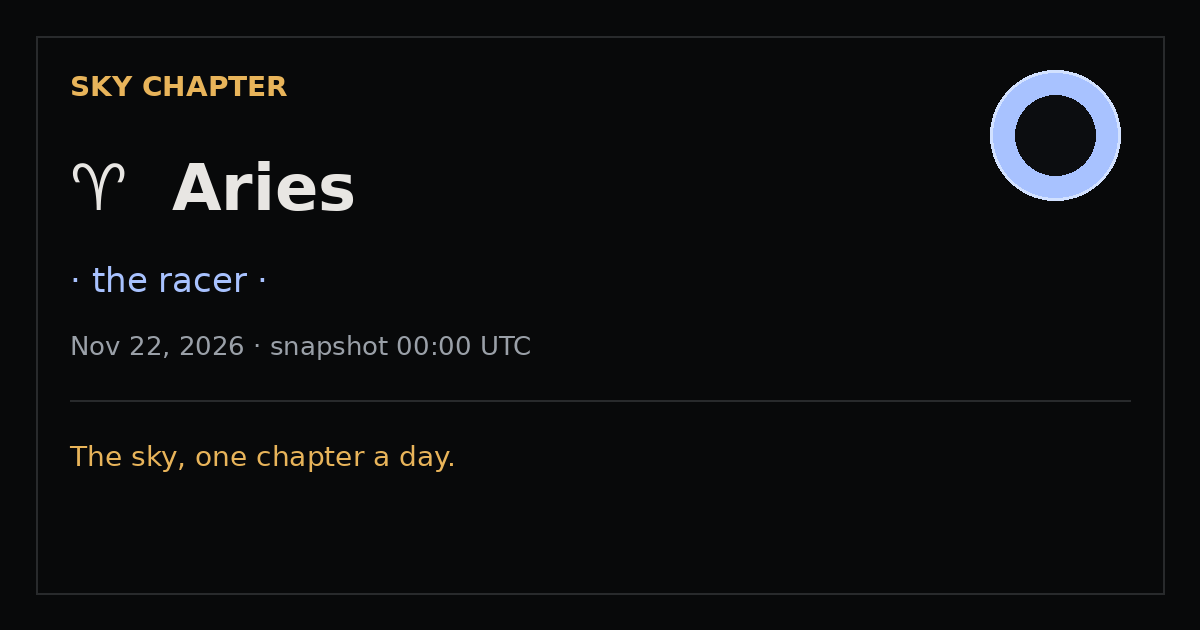 SKY CHAPTER
♈ Aries
· the racer ·
Nov 22, 2026 · snapshot 00:00 UTC
The sky, one chapter a day.